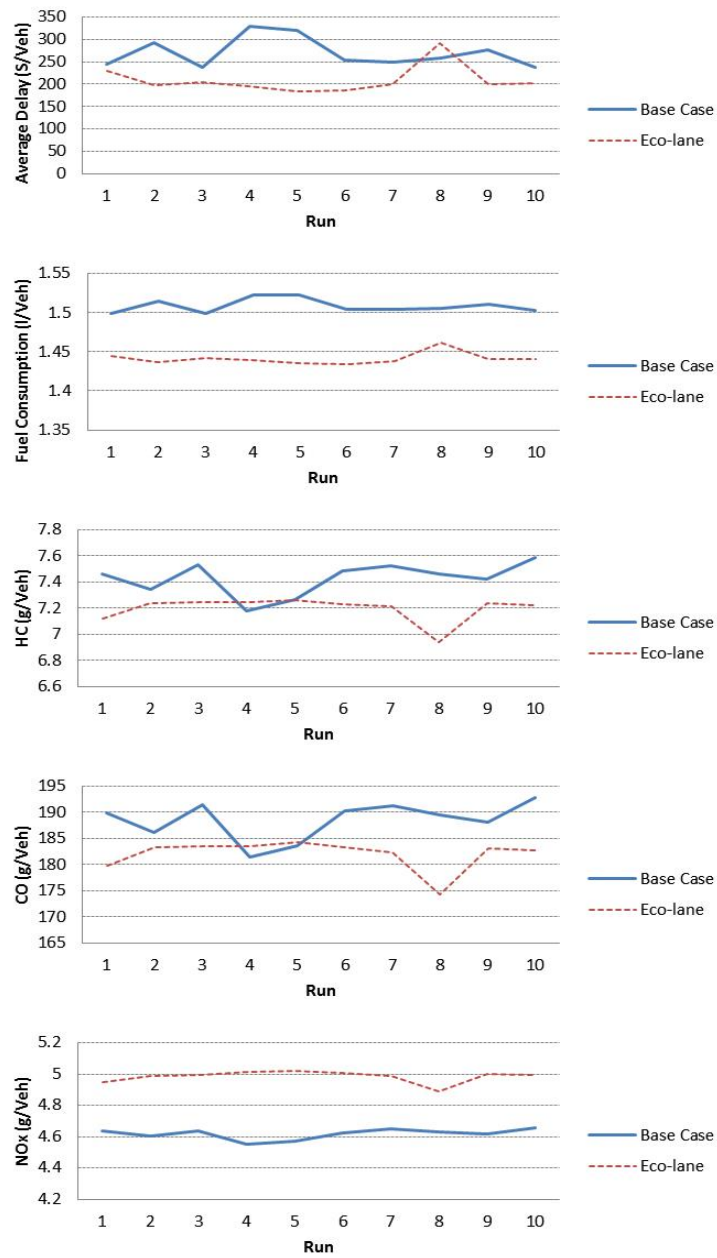 Average Delay (S/Veh)
350
300
250
200
150
100
50
0
1 2 3 4 5 6 7 8 9 10
Run
Base Case
Eco-lane
Fuel Consumption (l/Veh)
1.55
1.5
1.45
1.4
1.35
1 2 3 4 5 6 7 8 9 10
Run
Base Case
Eco-lane
HC (g/Veh)
7.8
7.6
7.4
7.2
7
6.8
6.6
1 2 3 4 5 6 7 8 9 10
Run
Base Case
Eco-lane
CO (g/Veh)
195
190
185
180
175
170
165
1 2 3 4 5 6 7 8 9 10
Run
Base Case
Eco-lane
NOx (g/Veh)
5.2
5
4.8
4.6
4.4
4.2
1 2 3 4 5 6 7 8 9 10
Run
Base Case
Eco-lane